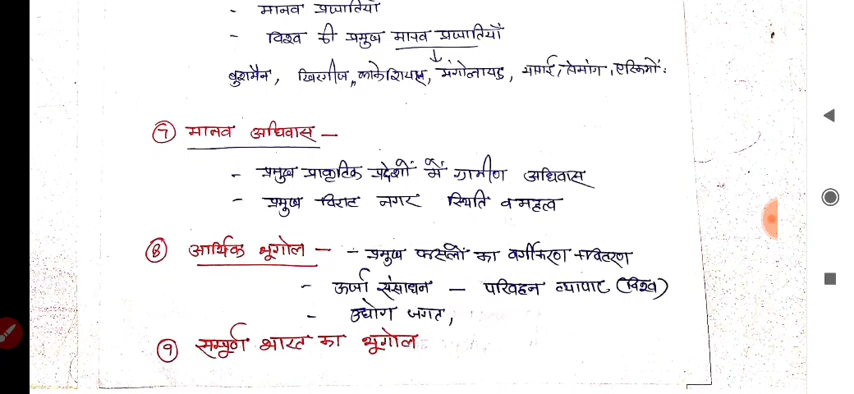 - मानव प्रजातियाँ
- विश्व की प्रमुख मानव प्रजातियाँ
बुशमैन, खिरगीज, काकेशियाई, मंगोलायड, मसाई, सेमांग, एस्किमों:
⑦ मानव अधिवास -
- प्रमुख प्राकृतिक प्रदेशों में ग्रामीण अधिवास
- प्रमुख विराट नगर स्थिति व महत्व
⑧ आर्थिक भूगोल - - प्रमुख फसलों का वर्गीकरण + वितरण
- ऊर्जा संसाधन - परिवहन व्यापार (विश्व)
- उद्योग जगत,
⑨ सम्पूर्ण भारत का भूगोल